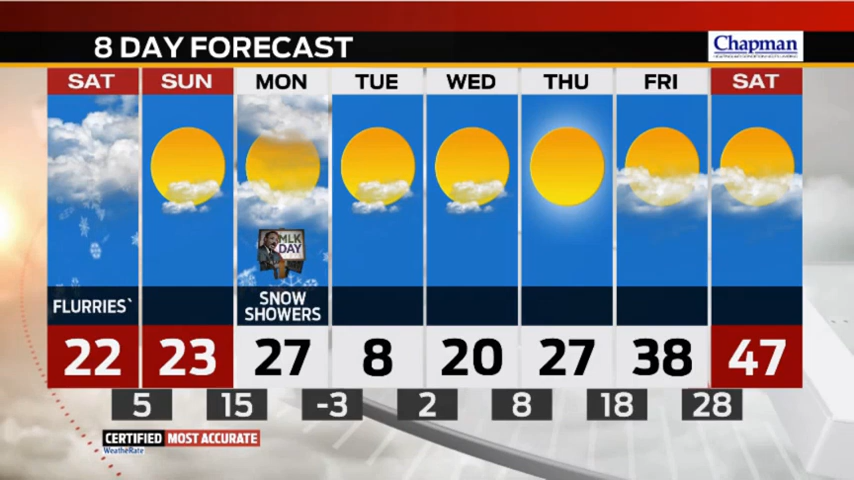 8 DAY FORECAST
Chapman
SAT SUN MON TUE WED THU FRI SAT
MLK
DAY
FLURRIES`
SNOW
SHOWERS
22 23 27 8 20 27 38 47
5 15 -3 2 8 18 28
CERTIFIED MOST ACCURATE
WeatheRate